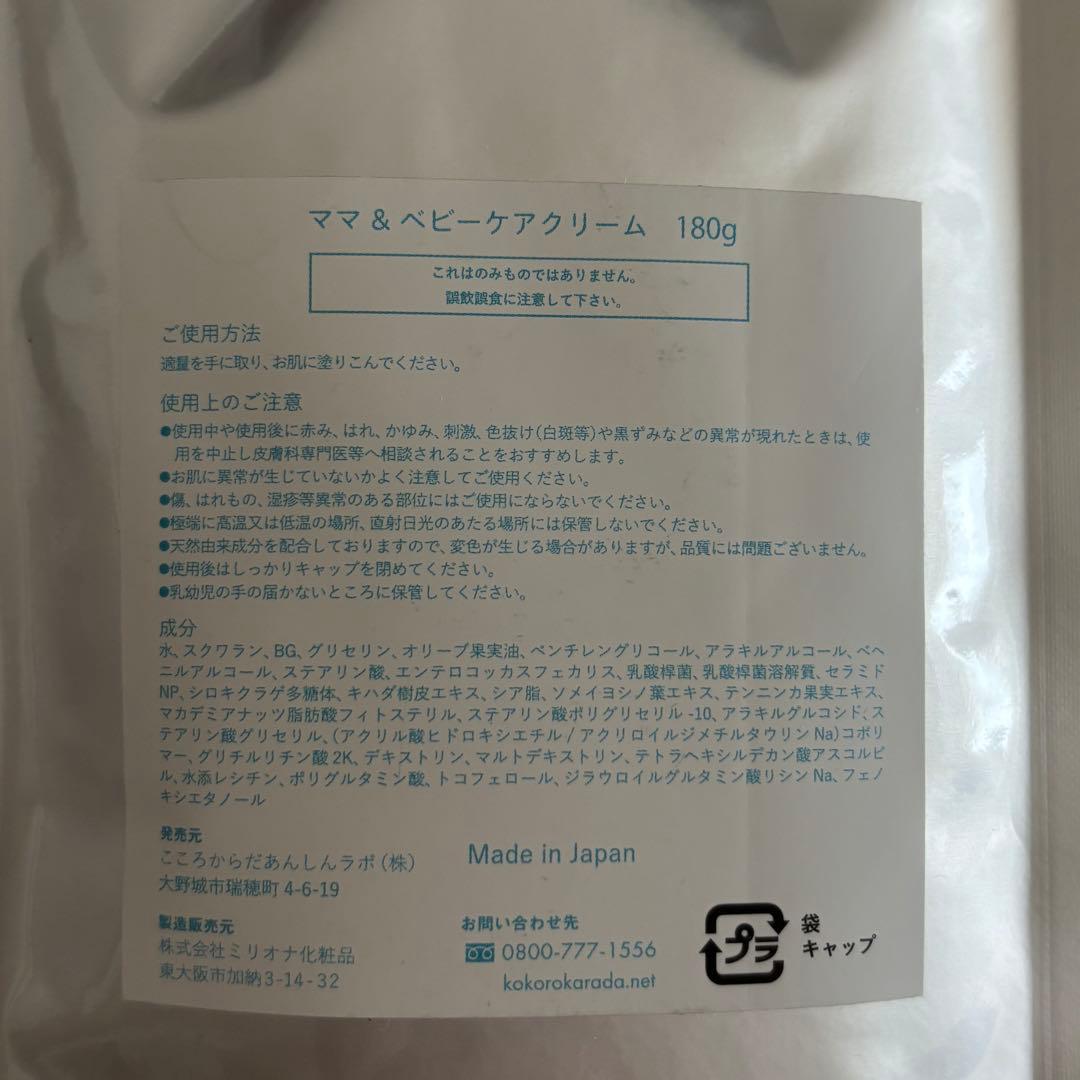 ママ & ベビーケアクリーム 180g
これはのみものではありません。
誤飲誤食に注意して下さい。
ご使用方法
適量を手に取り、お肌に塗りこんでください。
使用上のご注意
●使用中や使用後に赤み、はれ、かゆみ、刺激、色抜け(白斑等)や黒ずみなどの異常が現れたときは、使
用を中止し皮膚科専門医等へ相談されることをおすすめします。
●お肌に異常が生じていないかよく注意してご使用ください。
●傷、はれもの、湿疹等異常のある部位にはご使用にならないでください。
●極端に高温又は低温の場所、直射日光のあたる場所には保管しないでください。
●天然由来成分を配合しておりますので、変色が生じる場合がありますが、品質には問題ございません。
●使用後はしっかりキャップを閉めてください。
●乳幼児の手の届かないところに保管してください。
成分
水、スクワラン、BG、グリセリン、オリーブ果実油、ペンチレングリコール、アラキルアルコール、ベヘ
ニルアルコール、ステアリン酸、エンテロコッカスフェカリス、乳酸桿菌、乳酸桿菌溶解質、セラミド
NP、シロキクラゲ多糖体、キハダ樹皮エキス、シア脂、ソメイヨシノ葉エキス、テンニンカ果実エキス、
マカデミアナッツ脂肪酸フィトステリル、ステアリン酸ポリグリセリル -10、アラキルグルコシド、ス
テアリン酸グリセリル、(アクリル酸ヒドロキシエチル / アクリロイルジメチルタウリン Na)コポリ
マー、グリチルリチン酸 2K、デキストリン、マルトデキストリン、テトラヘキシルデカン酸アスコルビ
ル、水添レシチン、ポリグルタミン酸、トコフェロール、ジラウロイルグルタミン酸リシン Na、フェノ
キシエタノール
発売元
こころからだあんしんラボ(株)
大野城市瑞穂町 4-6-19
Made in Japan
製造販売元
株式会社ミリオナ化粧品
東大阪市加納3-14-32
お問い合わせ先
0800-777-1556
kokorokarada.net
プラ
袋
キャップ